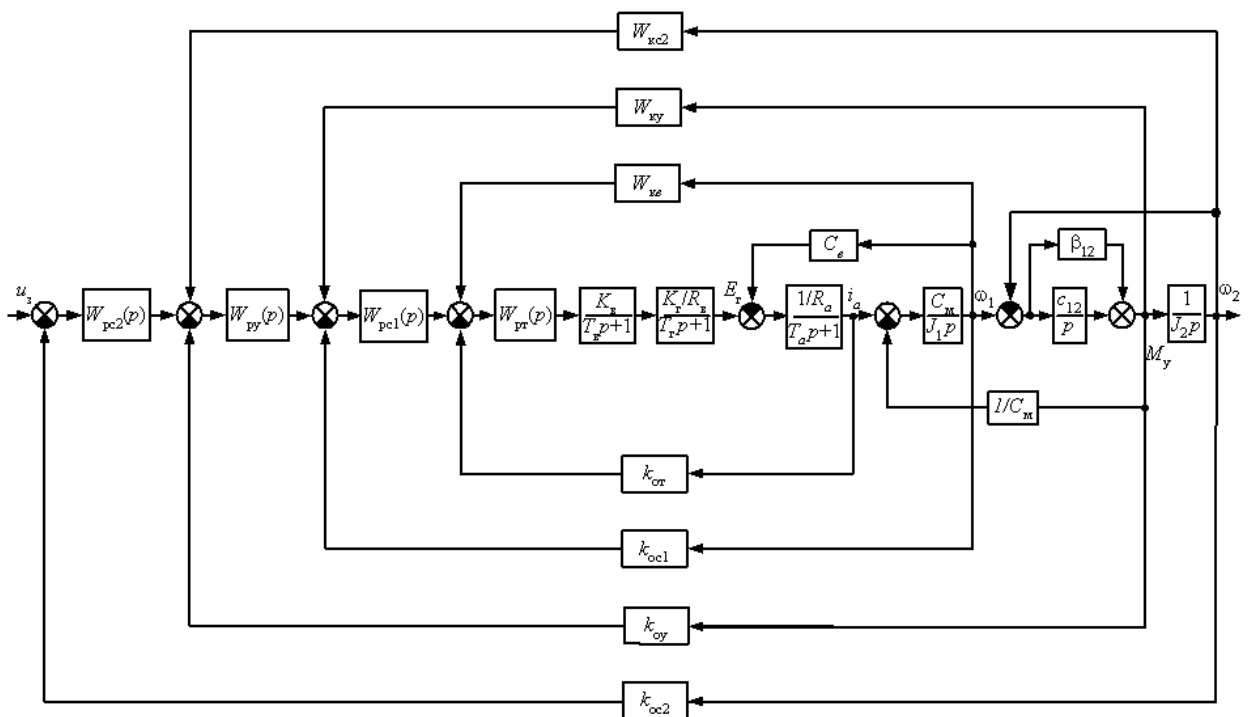 W_кс2
W_ку
W_ке
C_e
β_12
u_з
W_рс2(p)
W_ру(p)
W_рс1(p)
W_рт(p)
K_в
T_в p+1
K_г/R_в
T_г p+1
E_г
1/R_a
T_a p+1
i_a
C_м
J_1 p
ω_1
c_12
p
M_у
1
J_2 p
ω_2
1/C_м
k_от
k_ос1
k_оу
k_ос2